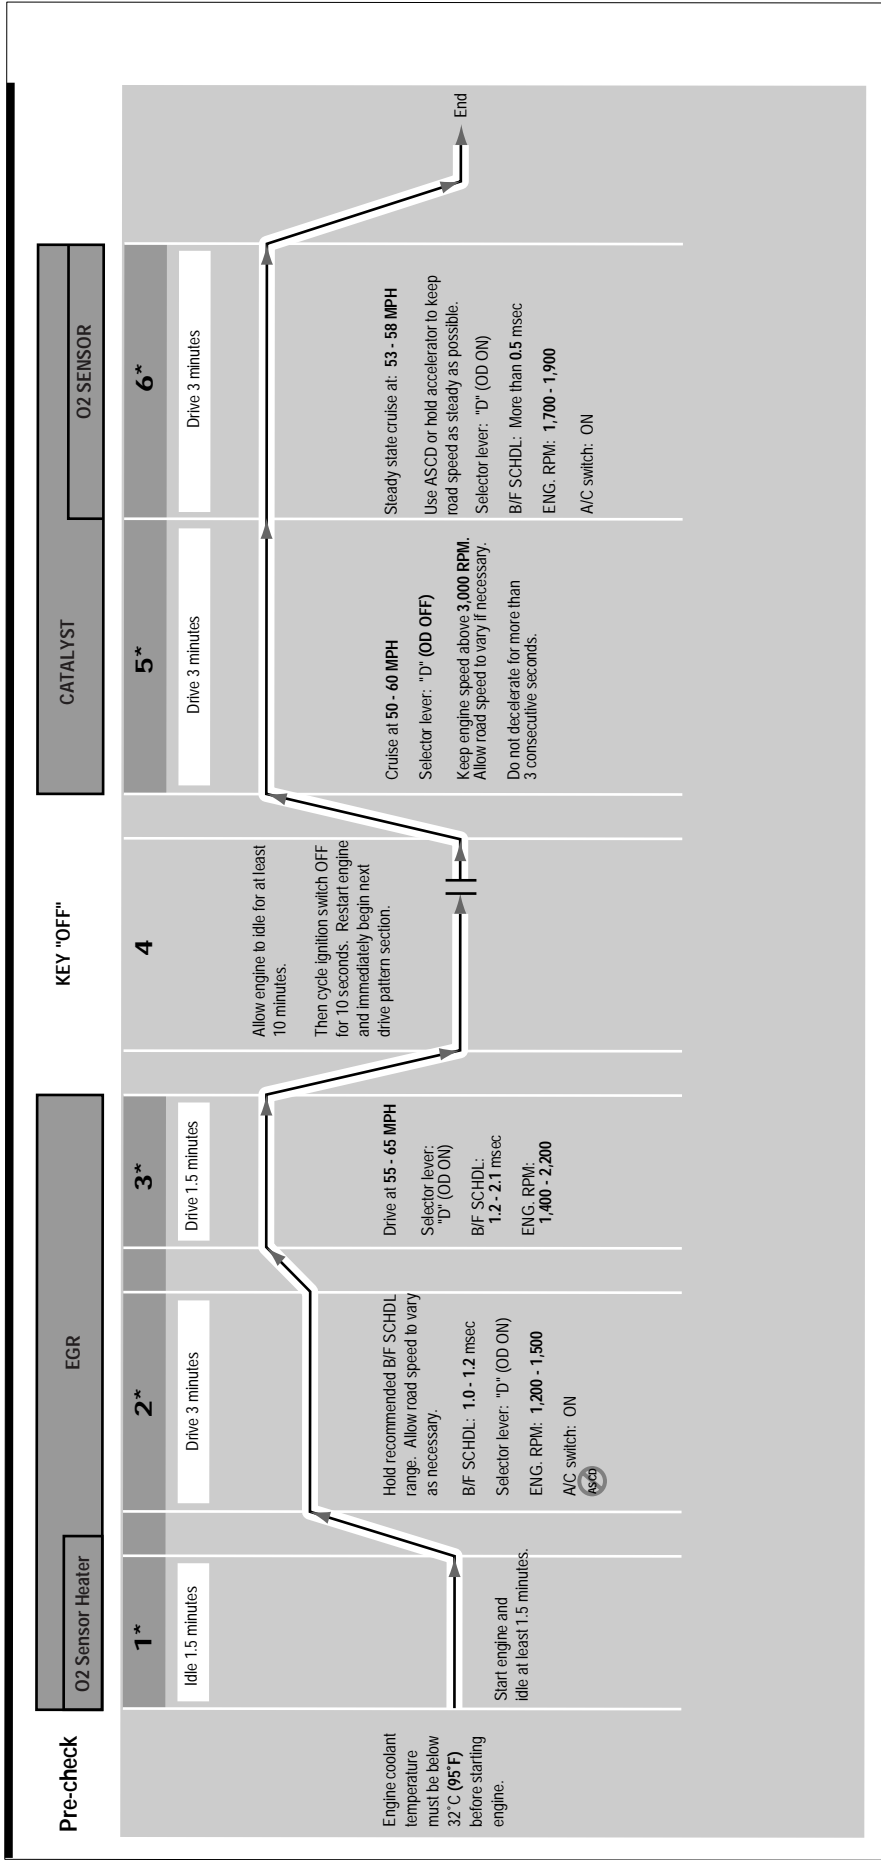 Pre-check
EGR
O2 Sensor Heater
KEY "OFF"
CATALYST
O2 SENSOR
1*
2*
3*
4
5*
6*
Idle 1.5 minutes
Drive 3 minutes
Drive 1.5 minutes
Drive 3 minutes
Drive 3 minutes
Engine coolant
temperature
must be below
32˚C (95˚F)
before starting
engine.
Start engine and
idle at least 1.5 minutes.
Hold recommended B/F SCHDL
range. Allow road speed to vary
as necessary.
B/F SCHDL: 1.0 - 1.2 msec
Selector lever: "D" (OD ON)
ENG. RPM: 1,200 - 1,500
A/C switch: ON
ASCD
Drive at 55 - 65 MPH
Selector lever:
"D" (OD ON)
B/F SCHDL:
1.2 - 2.1 msec
ENG. RPM:
1,400 - 2,200
Allow engine to idle for at least
10 minutes.
Then cycle ignition switch OFF
for 10 seconds. Restart engine
and immediately begin next
drive pattern section.
Cruise at 50 - 60 MPH
Selector lever: "D" (OD OFF)
Keep engine speed above 3,000 RPM.
Allow road speed to vary if necessary.
Do not decelerate for more than
3 consecutive seconds.
Steady state cruise at: 53 - 58 MPH
Use ASCD or hold accelerator to keep
road speed as steady as possible.
Selector lever: "D" (OD ON)
B/F SCHDL: More than 0.5 msec
ENG. RPM: 1,700 - 1,900
A/C switch: ON
End